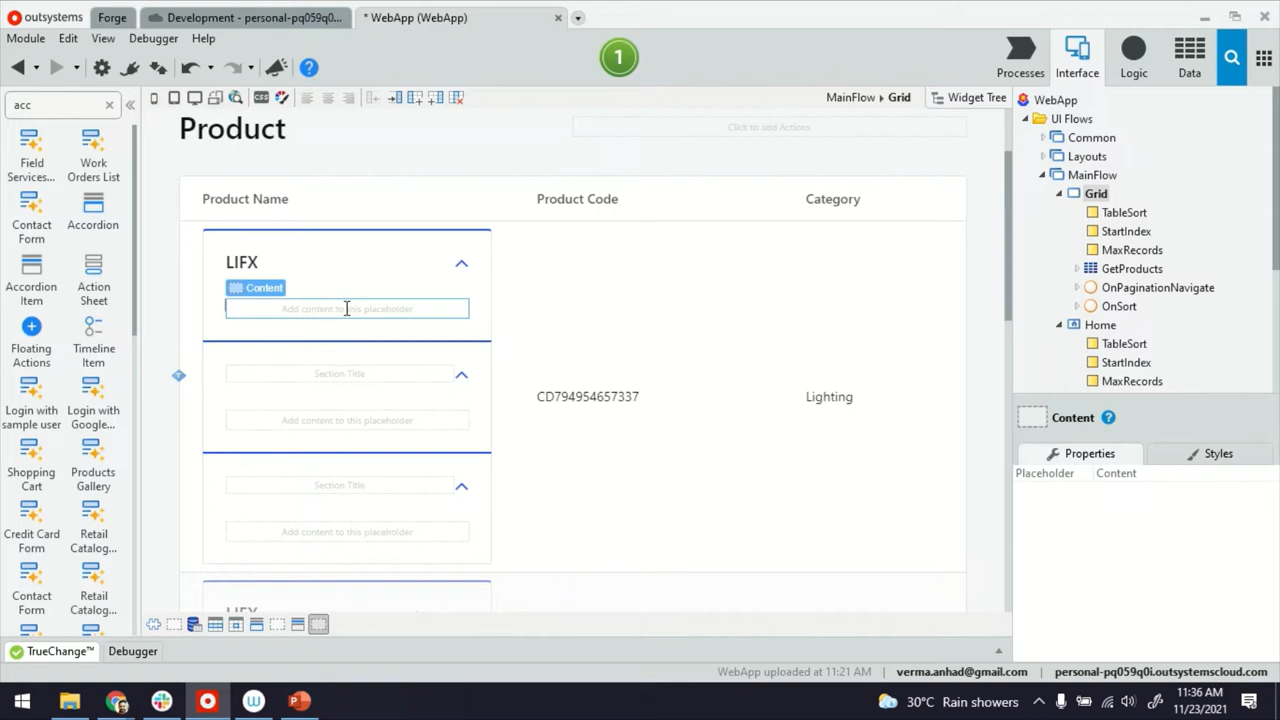 outsystems Forge Development - personal-pq059q0... * WebApp (WebApp)
Module Edit View Debugger Help
1
Processes Interface Logic Data
acc
MainFlow Grid Widget Tree
Field Services... Work Orders List
Contact Form Accordion
Accordion Item Action Sheet
Floating Actions Timeline Item
Login with sample user Login with Google...
Shopping Cart Products Gallery
Credit Card Form Retail Catalog...
Contact Form Retail Catalog...
Product
Click to add Actions
Product Name Product Code Category
LIFX
Content
Add content to this placeholder
Section Title
CD794954657337 Lighting
Add content to this placeholder
Section Title
Add content to this placeholder
LIFX
WebApp
UI Flows
Common
Layouts
MainFlow
Grid
TableSort
StartIndex
MaxRecords
GetProducts
OnPaginationNavigate
OnSort
Home
TableSort
StartIndex
MaxRecords
Content ?
Properties Styles
Placeholder Content
TrueChange™ Debugger
WebApp uploaded at 11:21 AM verma.anhad@gmail.com personal-pq059q0i.outsystemscloud.com
30°C Rain showers
11:36 AM
11/23/2021